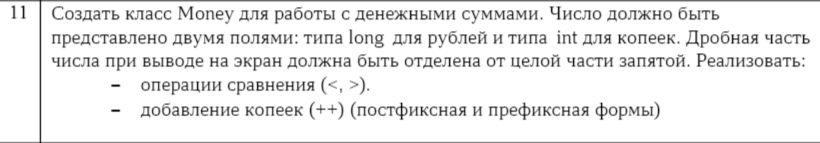 11 Создать класс Money для работы с денежными суммами. Число должно быть
представлено двумя полями: типа long для рублей и типа int для копеек. Дробная часть
числа при выводе на экран должна быть отделена от целой части запятой. Реализовать:
– операции сравнения (<, >).
– добавление копеек (++) (постфиксная и префиксная формы)